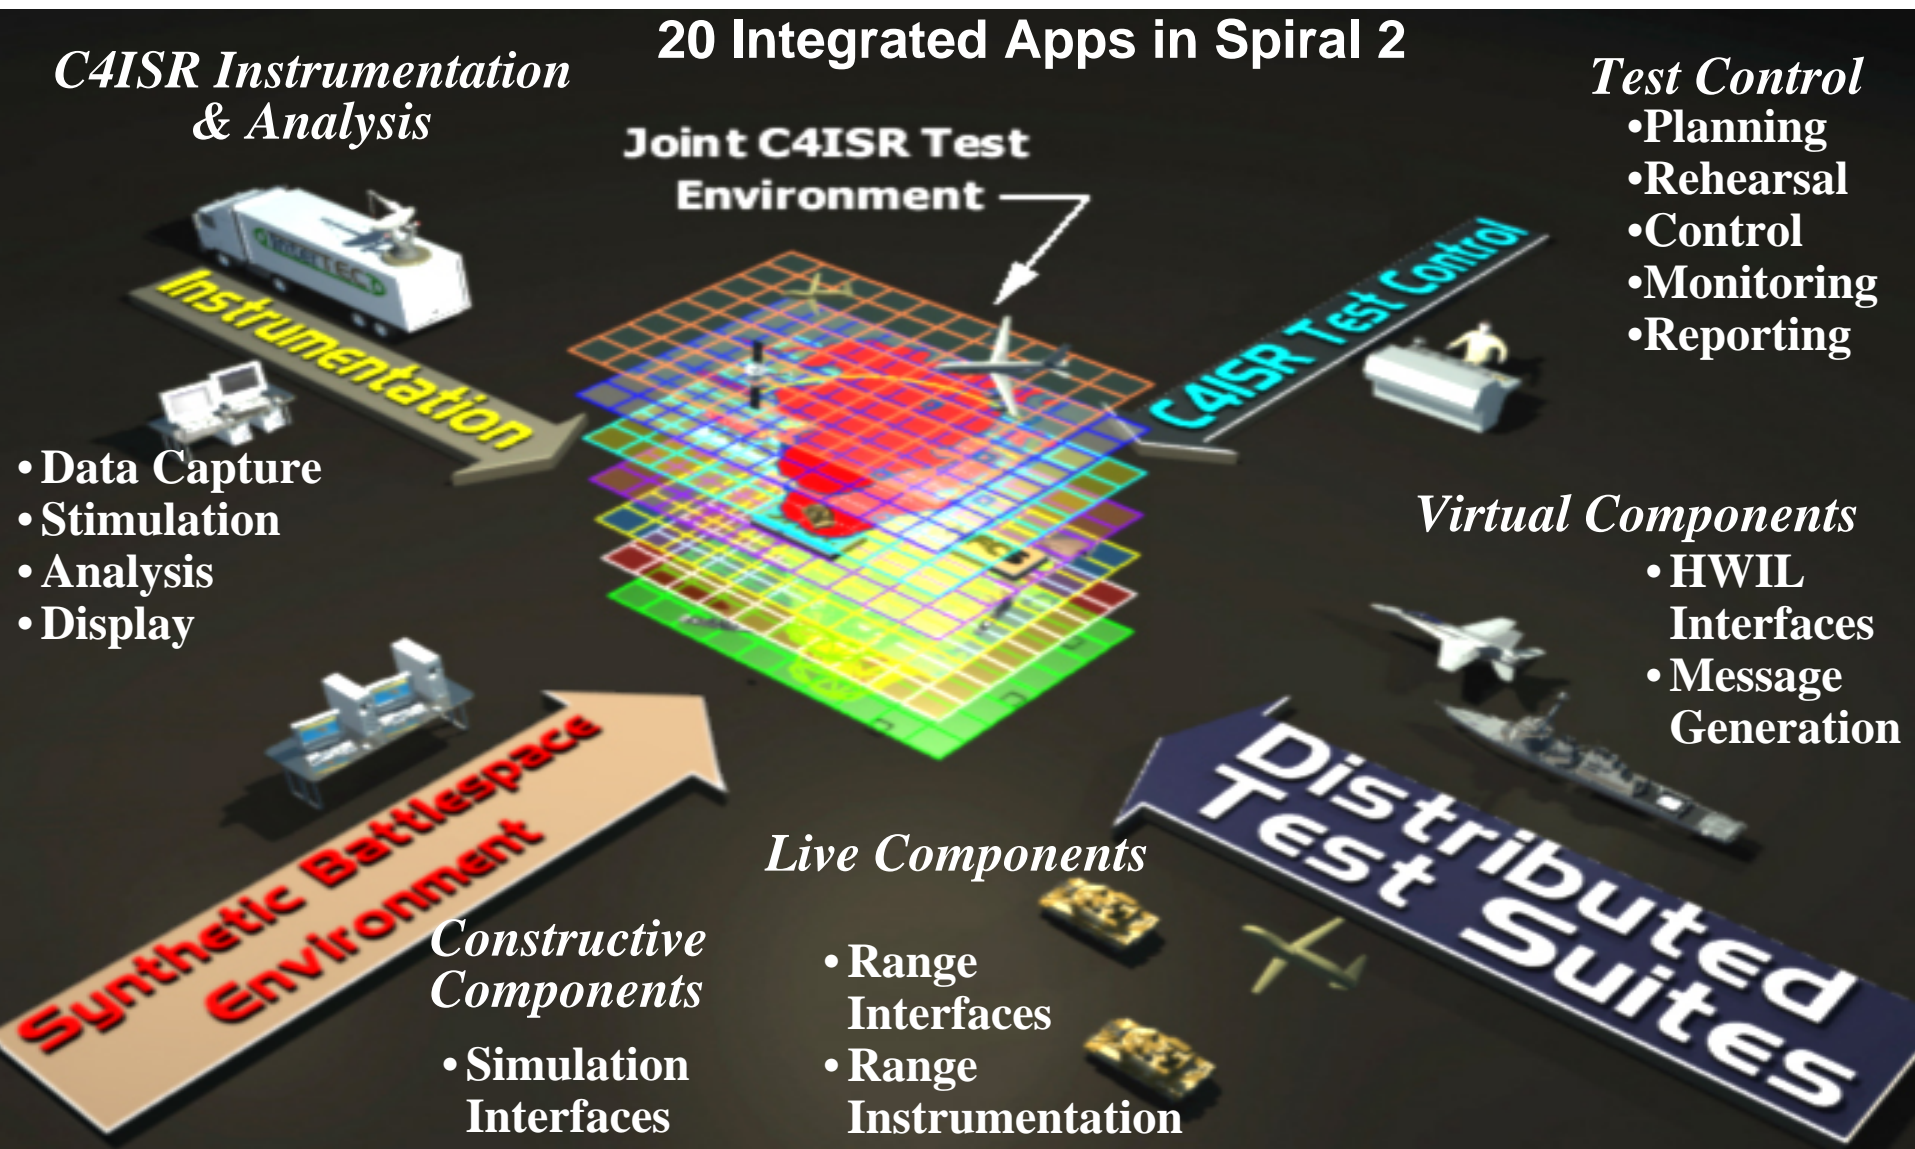 20 Integrated Apps in Spiral 2
C4ISR Instrumentation
& Analysis
Joint C4ISR Test
Environment
Test Control
•Planning
•Rehearsal
•Control
•Monitoring
•Reporting
InterTEC
Instrumentation
C4ISR Test Control
• Data Capture
• Stimulation
• Analysis
• Display
Virtual Components
• HWIL
Interfaces
• Message
Generation
Synthetic Battlespace
Environment
Distributed
Test Suites
Constructive
Components
• Simulation
Interfaces
Live Components
• Range
Interfaces
• Range
Instrumentation